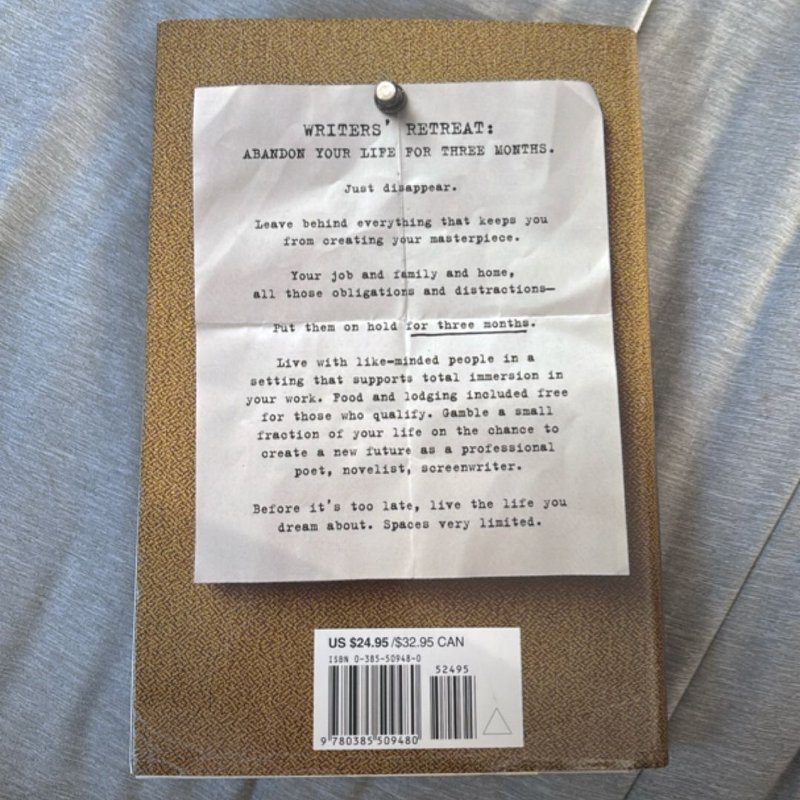 WRITERS' RETREAT:
ABANDON YOUR LIFE FOR THREE MONTHS.
Just disappear.
Leave behind everything that keeps you
from creating your masterpiece.
Your job and family and home,
all those obligations and distractions—
Put them on hold for three months.
Live with like-minded people in a
setting that supports total immersion in
your work. Food and lodging included free
for those who qualify. Gamble a small
fraction of your life on the chance to
create a new future as a professional
poet, novelist, screenwriter.
Before it's too late, live the life you
dream about. Spaces very limited.
US $24.95/$32.95 CAN
ISBN 0-385-50948-0
52495
9 780385 509480